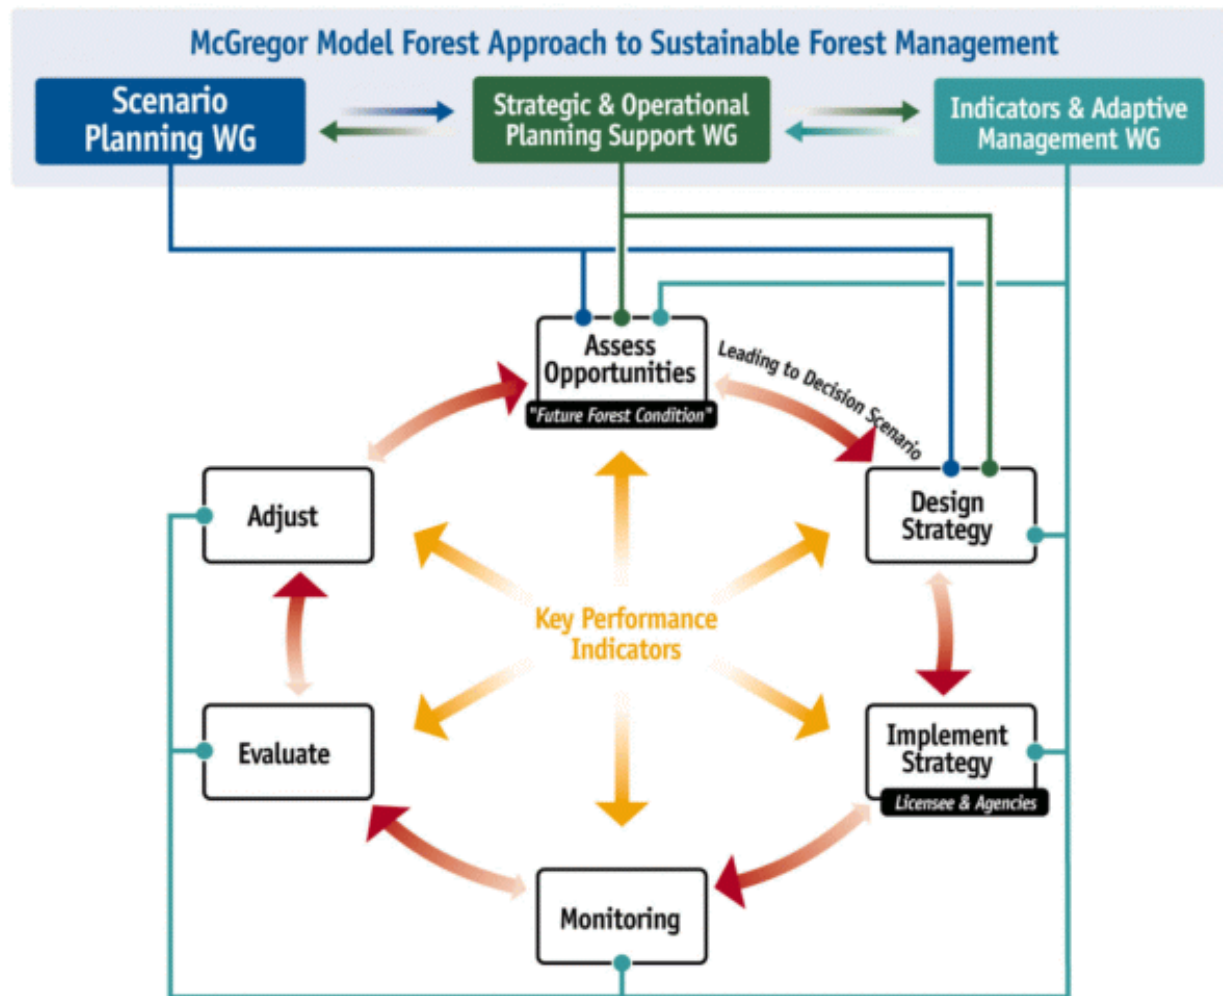 McGregor Model Forest Approach to Sustainable Forest Management
Scenario
Planning WG
Strategic & Operational
Planning Support WG
Indicators & Adaptive
Management WG
Assess
Opportunities
"Future Forest Condition"
Leading to Decision Scenario
Adjust
Design
Strategy
Key Performance
Indicators
Evaluate
Implement
Strategy
Licensee & Agencies
Monitoring